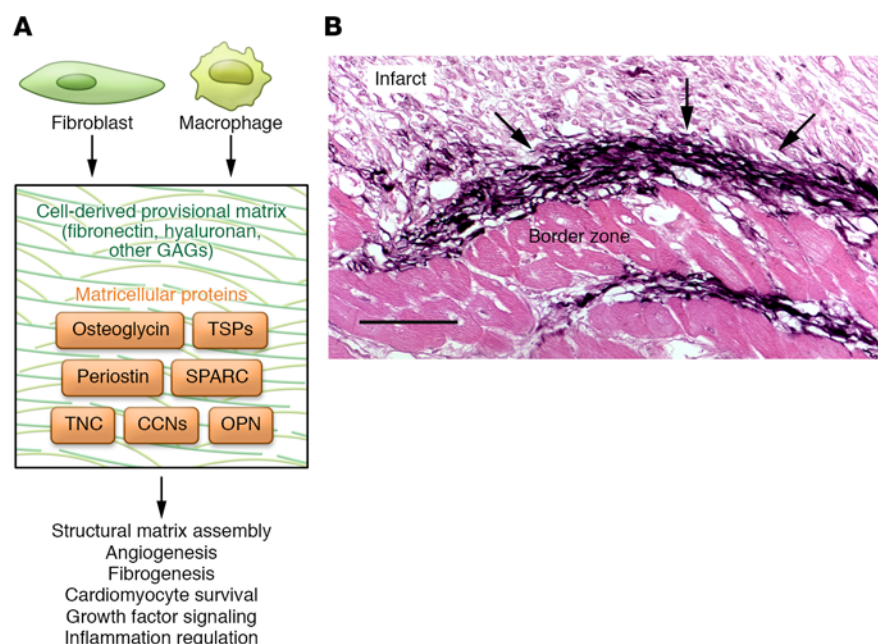 A
Fibroblast
Macrophage
Cell-derived provisional matrix
(fibronectin, hyaluronan,
other GAGs)
Matricellular proteins
Osteoglycin
TSPs
Periostin
SPARC
TNC
CCNs
OPN
Structural matrix assembly
Angiogenesis
Fibrogenesis
Cardiomyocyte survival
Growth factor signaling
Inflammation regulation
B
Infarct
Border zone